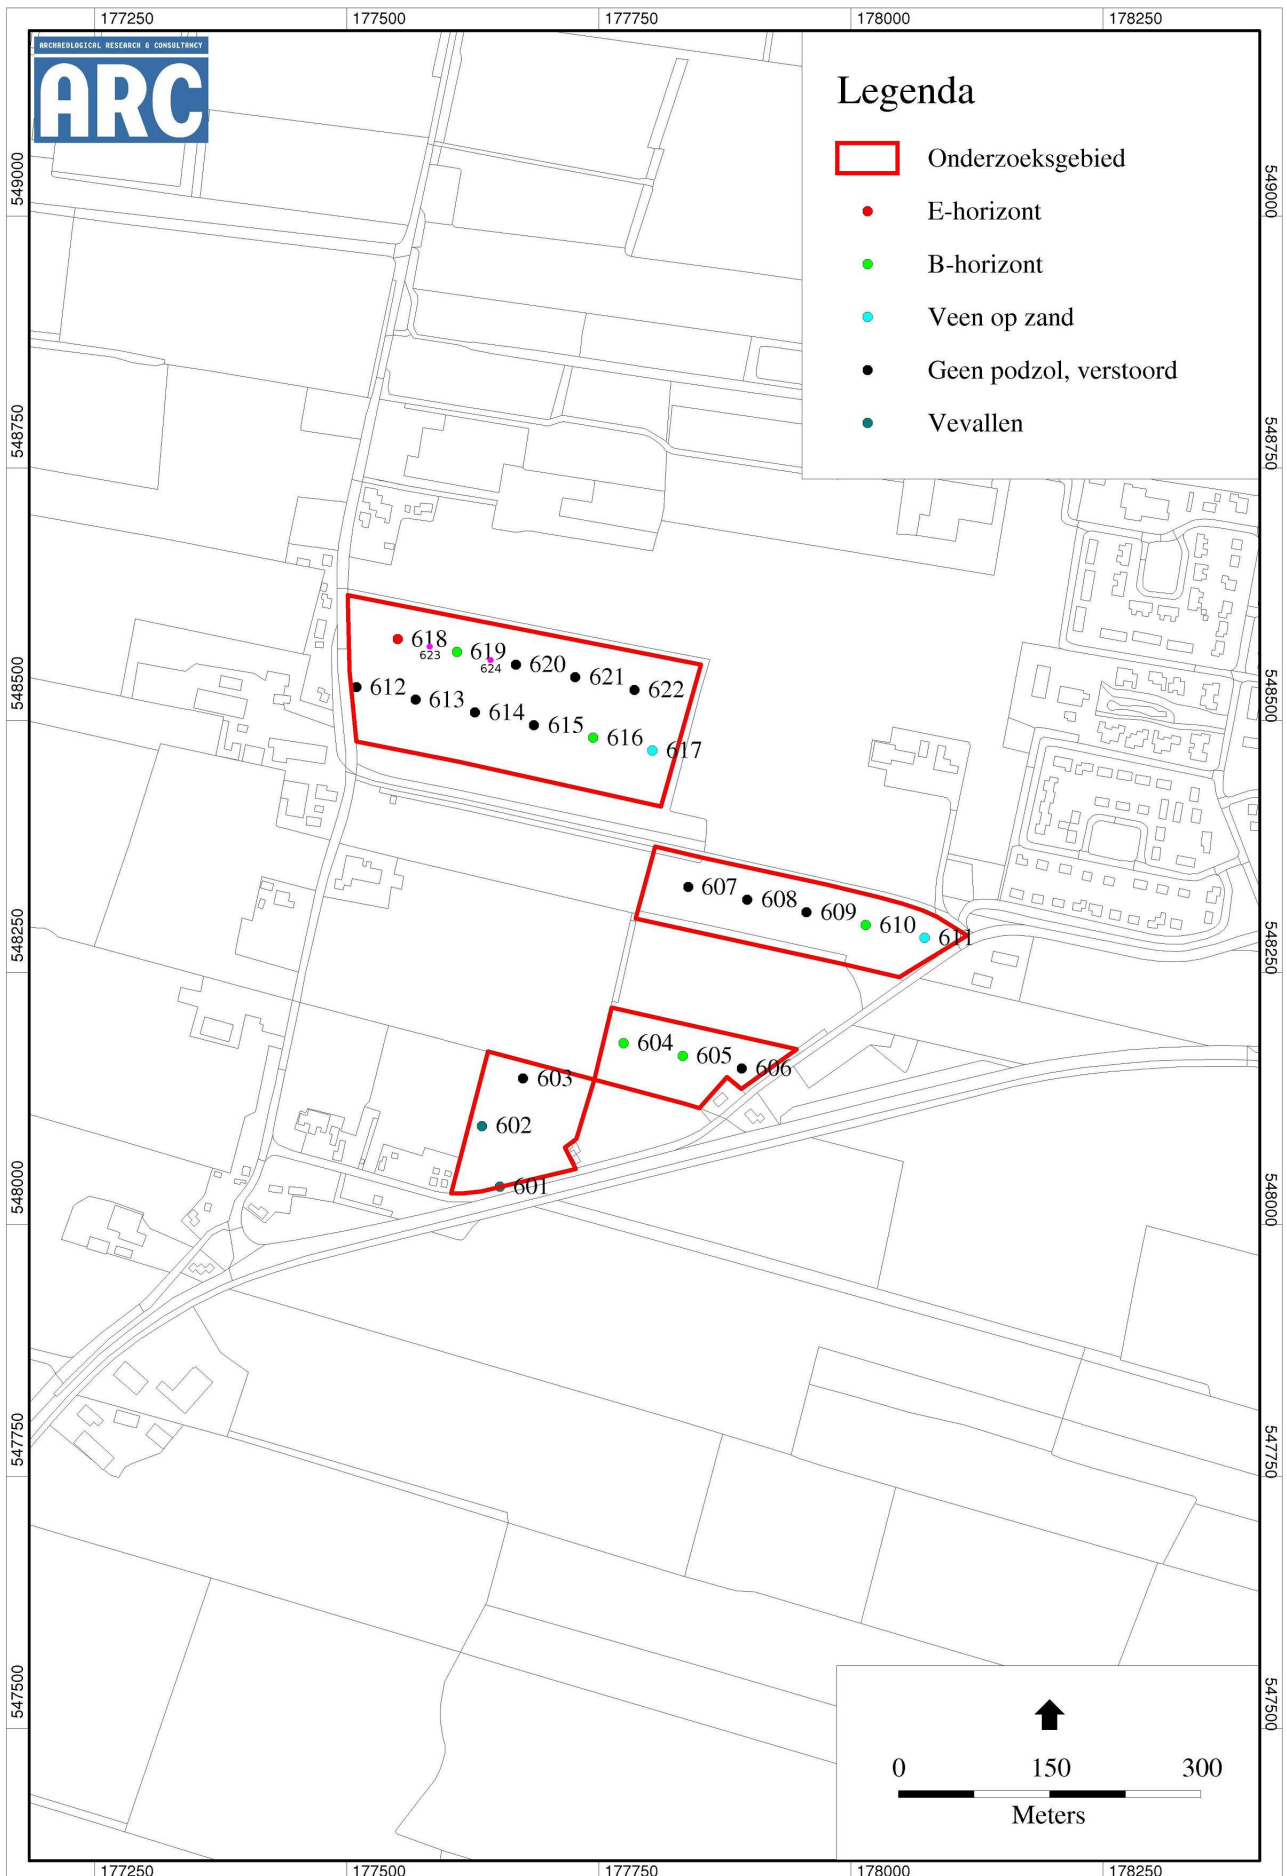 177250 177500 177750 178000 178250
ARCHAEOLOGICAL RESEARCH & CONSULTANCY
ARC
Legenda
Onderzoeksgebied
E-horizont
B-horizont
Veen op zand
Geen podzol, verstoord
Vevallen
549000 549000
548750 548750
548500 548500
548250 548250
548000 548000
547750 547750
547500 547500
618 619 620 621 622
623 624
612 613 614 615 616 617
607 608 609 610 611
604 605 606
603
602
601
0 150 300
Meters
177250 177500 177750 178000 178250